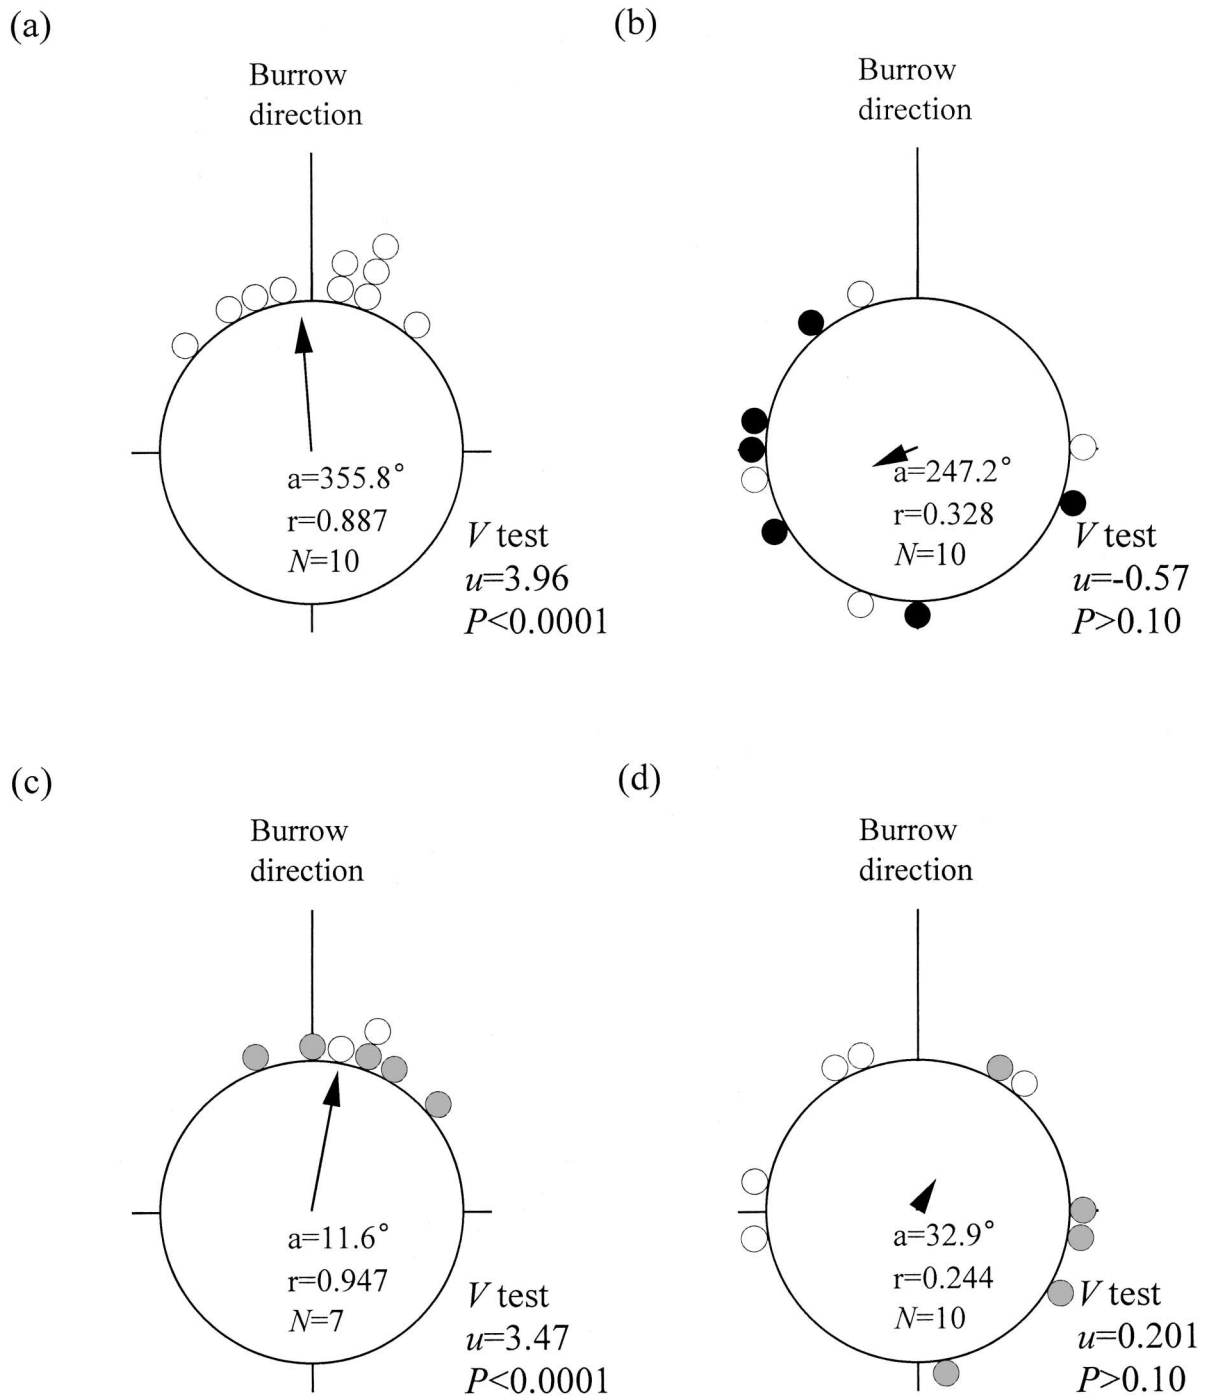 (a)
Burrow
direction
a=355.8°
r=0.887
N=10
V test
u=3.96
P<0.0001
(b)
Burrow
direction
a=247.2°
r=0.328
N=10
V test
u=-0.57
P>0.10
(c)
Burrow
direction
a=11.6°
r=0.947
N=7
V test
u=3.47
P<0.0001
(d)
Burrow
direction
a=32.9°
r=0.244
N=10
V test
u=0.201
P>0.10